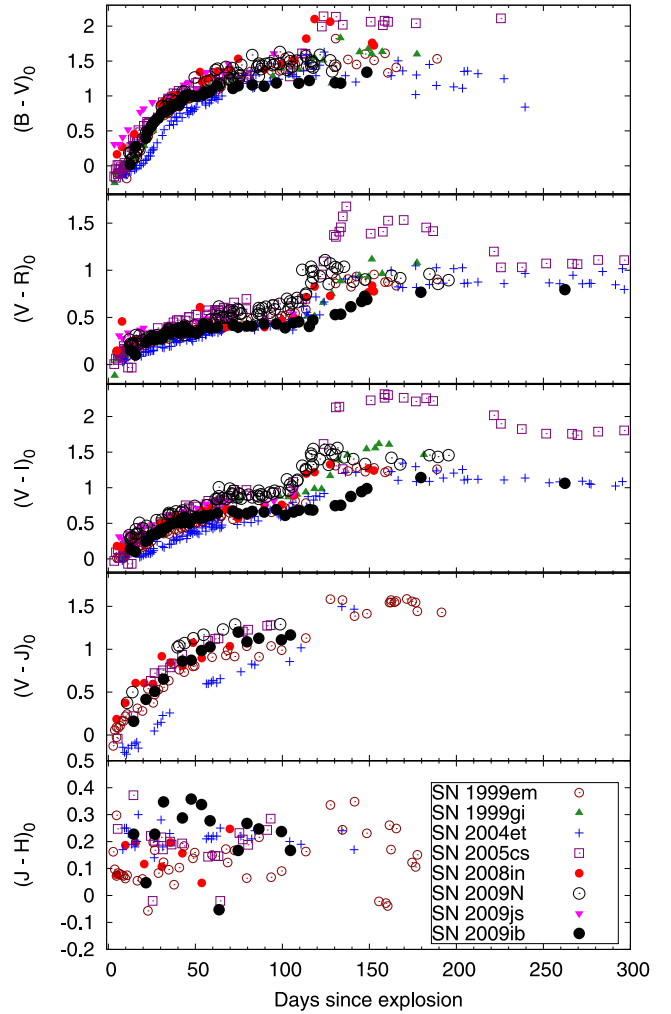 2
1.5
1
0.5
0
(B - V)0
1.5
1
0.5
0
(V - R)0
2
1.5
1
0.5
0
(V - I)0
1.5
1
0.5
0
(V - J)0
0.5
0.4
0.3
0.2
0.1
0
-0.1
-0.2
(J - H)0
SN 1999em
SN 1999gi
SN 2004et
SN 2005cs
SN 2008in
SN 2009N
SN 2009js
SN 2009ib
0 50 100 150 200 250 300
Days since explosion